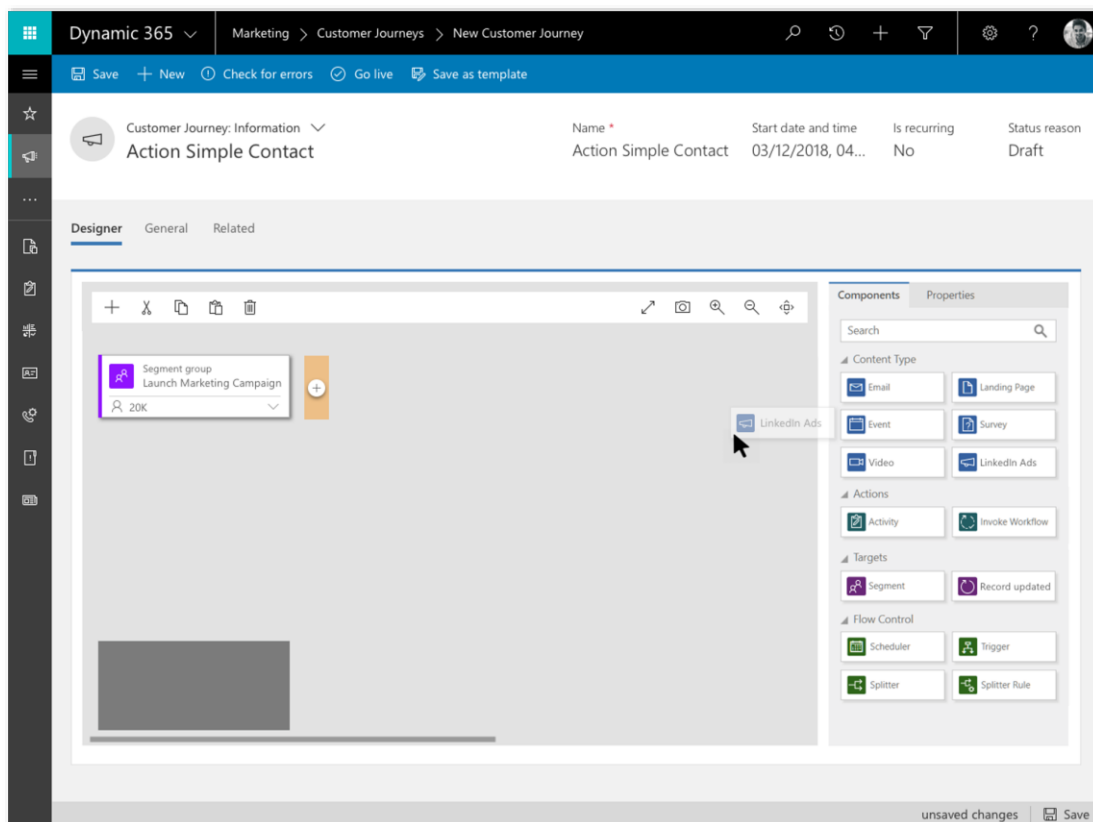 Dynamic 365 Marketing Customer Journeys New Customer Journey ?
Save New Check for errors Go live Save as template
Customer Journey: Information
Action Simple Contact
Name * Start date and time Is recurring Status reason
Action Simple Contact 03/12/2018, 04... No Draft
Designer General Related
Components Properties
Search
Segment group
Launch Marketing Campaign
20K
LinkedIn Ads
Content Type
Email Landing Page
Event Survey
Video LinkedIn Ads
Actions
Activity Invoke Workflow
Targets
Segment Record updated
Flow Control
Scheduler Trigger
Splitter Splitter Rule
unsaved changes Save